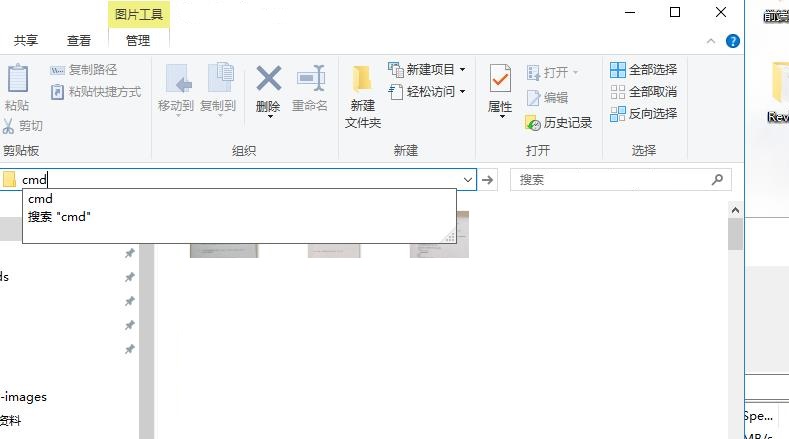 图片工具
共享
查看
管理
粘贴
复制路径
粘贴快捷方式
剪切
剪贴板
移动到
复制到
删除
重命名
组织
新建
文件夹
新建项目
轻松访问
新建
属性
打开
编辑
历史记录
打开
全部选择
全部取消
反向选择
选择
cmd
搜索
cmd
搜索 "cmd"
ds
-images
资料
Rev
Spe...
MB/s